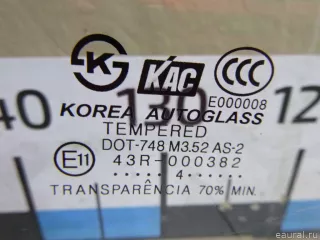 K KAC CCC
E000008
40 130 12
KOREA AUTOGLASS
TEMPERED
DOT-748 M3.52 AS-2
E11 43R-000382
..... 4 ......
TRANSPARÊNCIA 70% MIN.
eaural.ru